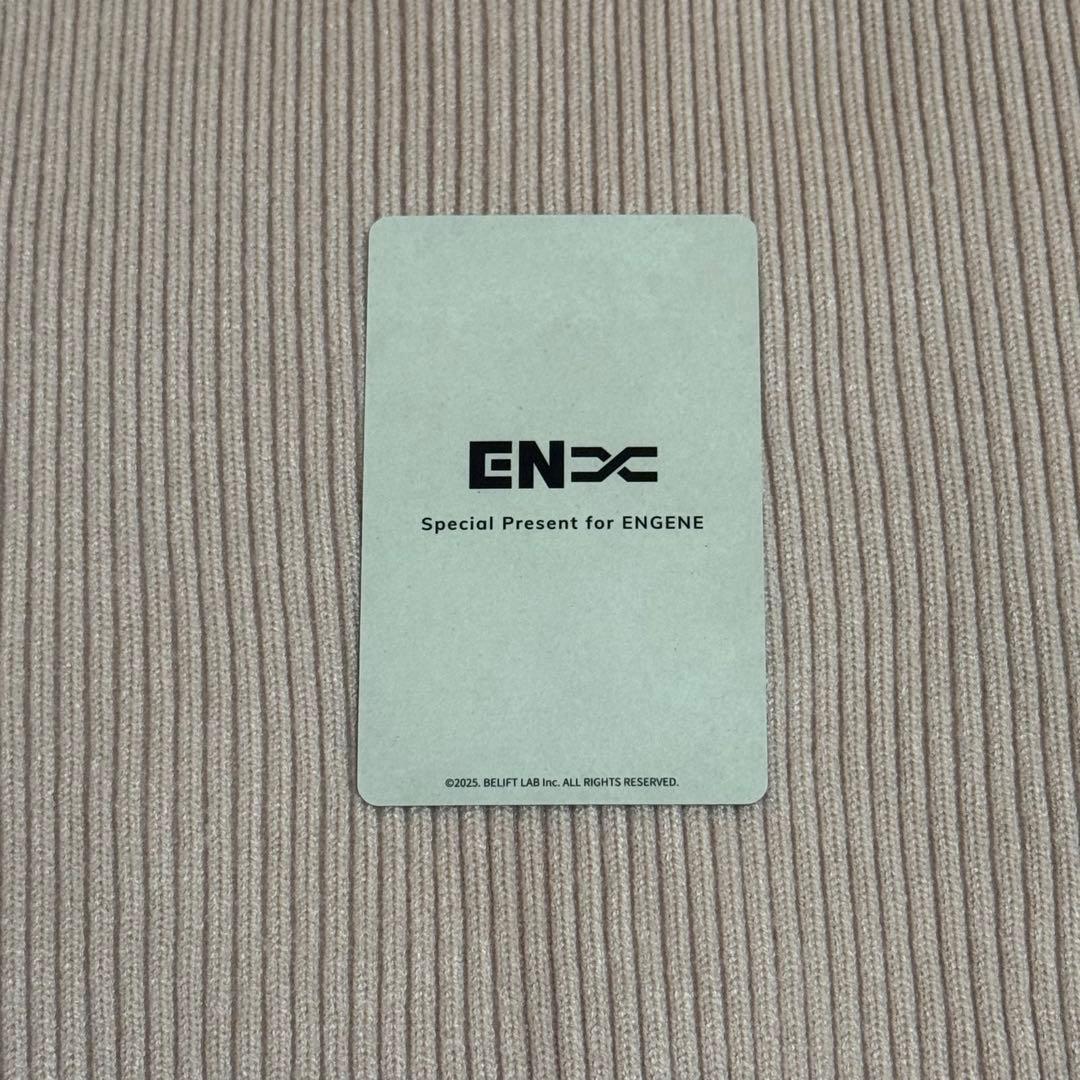 EN
Special Present for ENGENE
©2025. BELIFT LAB Inc. ALL RIGHTS RESERVED.